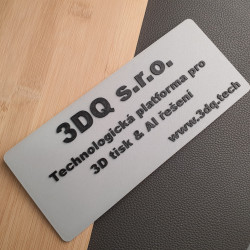 3DQ s.r.o.
Technologická platforma pro
3D tisk & AI řešení
www.3dq.tech